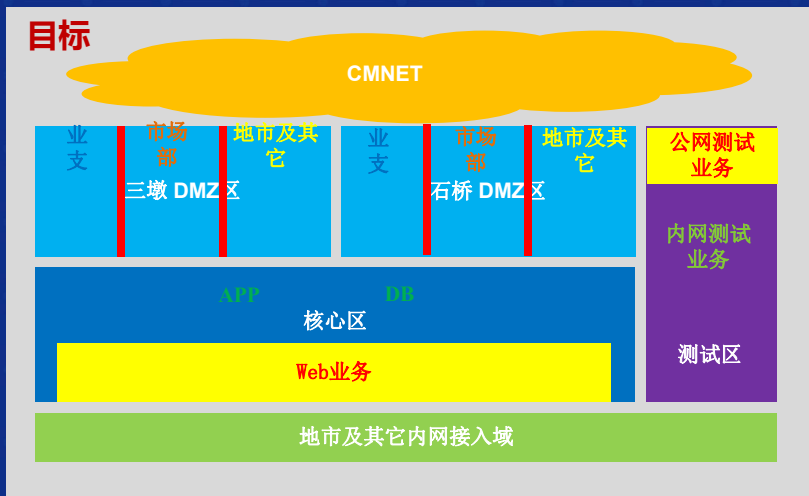 目标
CMNET
业
支
市场
部
地市及其
它
三墩 DMZ区
业
支
市场
部
地市及其
它
石桥 DMZ区
公网测试
业务
内网测试
业务
测试区
APP
DB
核心区
Web业务
地市及其它内网接入域